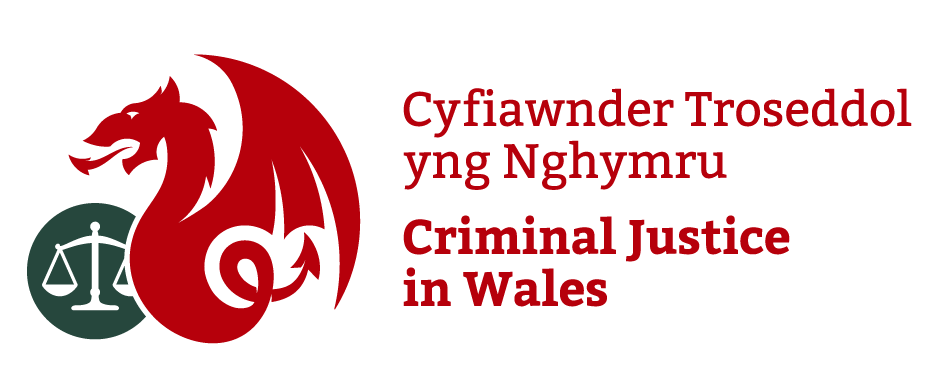 Cyfiawnder Troseddol
yng Nghymru
Criminal Justice
in Wales